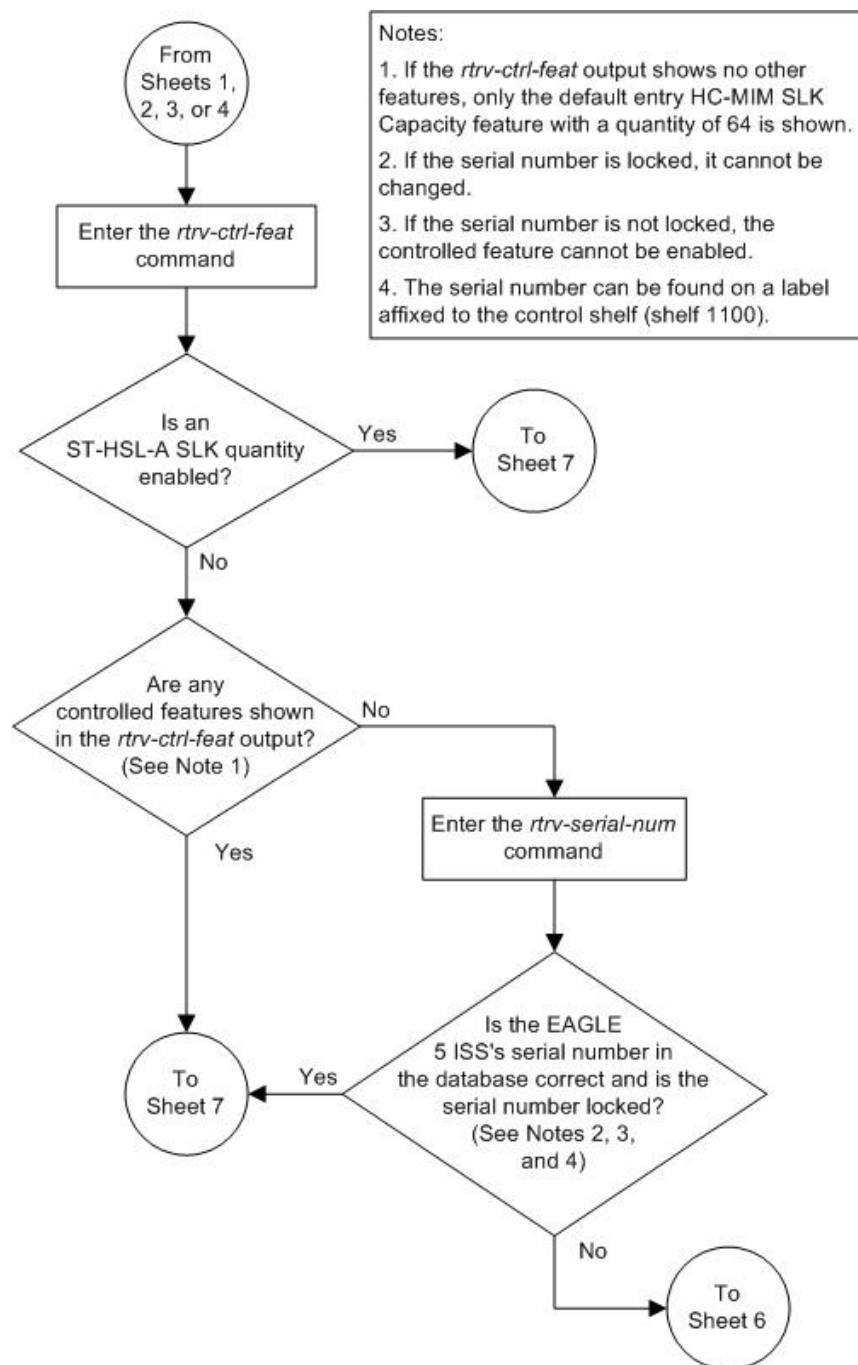 From
Sheets 1,
2, 3, or 4
Notes:
1. If the rtrv-ctrl-feat output shows no other
features, only the default entry HC-MIM SLK
Capacity feature with a quantity of 64 is shown.
2. If the serial number is locked, it cannot be
changed.
3. If the serial number is not locked, the
controlled feature cannot be enabled.
4. The serial number can be found on a label
affixed to the control shelf (shelf 1100).
Enter the rtrv-ctrl-feat
command
Is an
ST-HSL-A SLK quantity
enabled?
Yes
To
Sheet 7
No
Are any
controlled features shown
in the rtrv-ctrl-feat output?
(See Note 1)
No
Yes
Enter the rtrv-serial-num
command
Is the EAGLE
5 ISS's serial number in
the database correct and is the
serial number locked?
(See Notes 2, 3,
and 4)
Yes
To
Sheet 7
No
To
Sheet 6